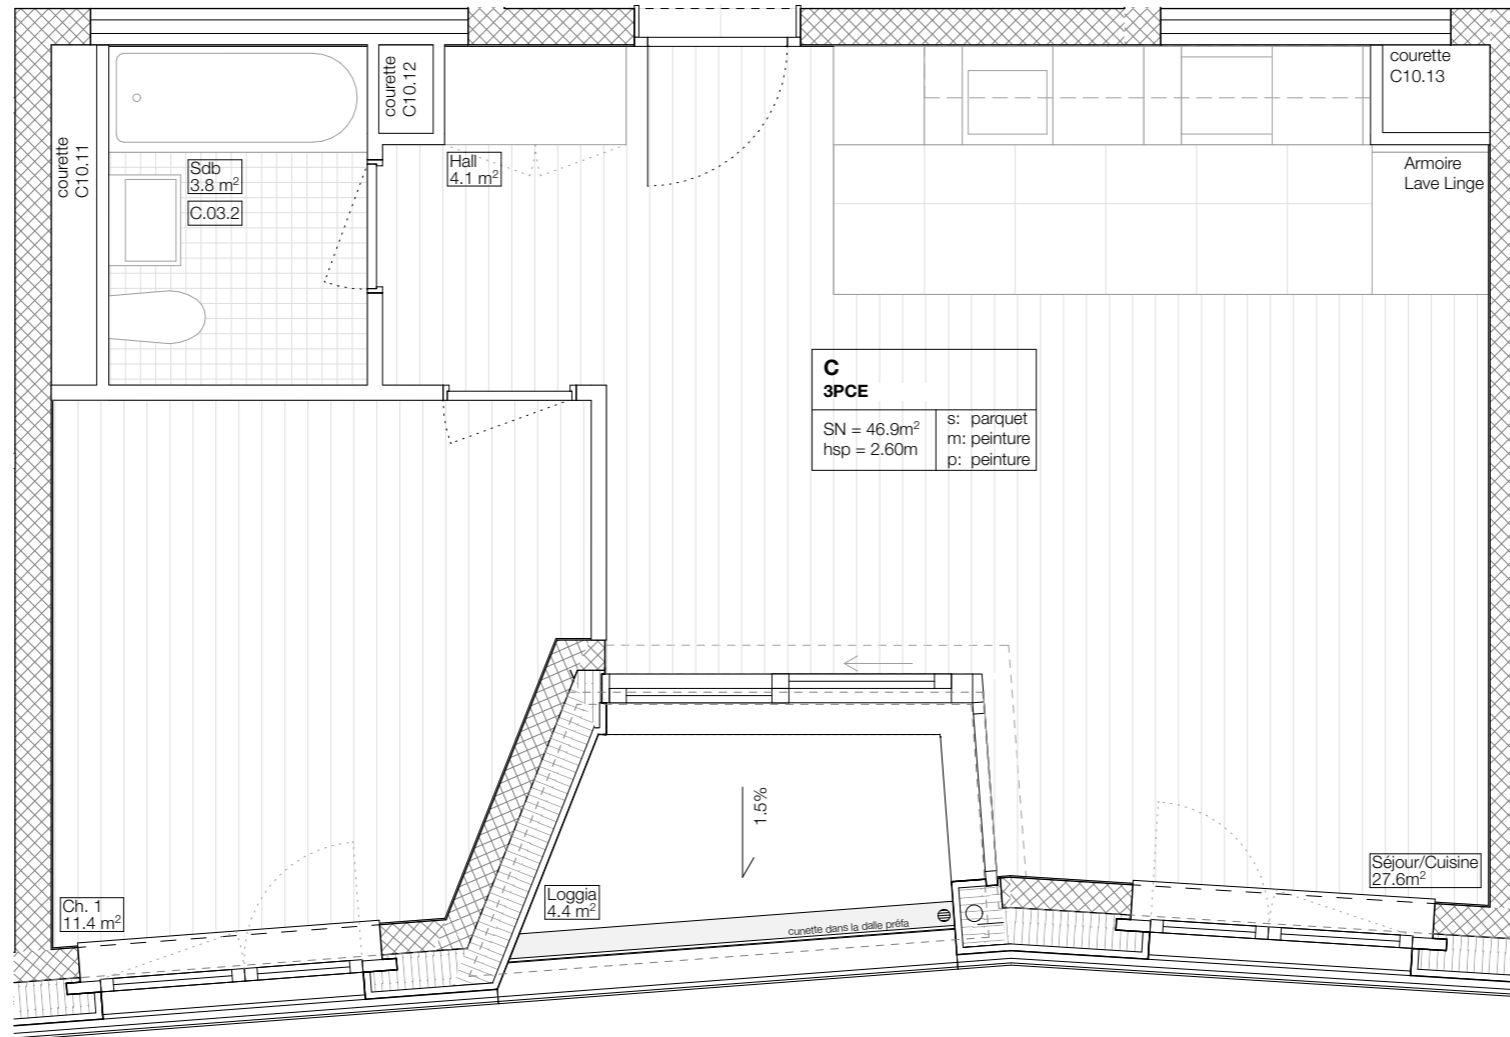 courette
C10.11
Sdb
3.8 m²
C.03.2
courette
C10.12
Hall
4.1 m²
courette
C10.13
Armoire
Lave Linge
C
3PCE
SN = 46.9m²
hsp = 2.60m
s: parquet
m: peinture
p: peinture
Ch. 1
11.4 m²
Loggia
4.4 m²
1.5%
cunette dans la dalle préfa
Séjour/Cuisine
27.6m²